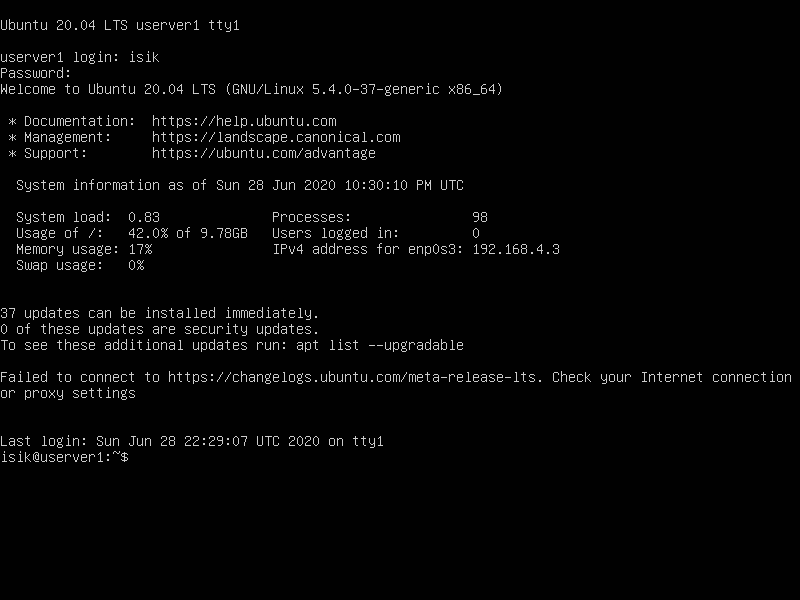 Ubuntu 20.04 LTS userver1 tty1
userver1 login: isik
Password:
Welcome to Ubuntu 20.04 LTS (GNU/Linux 5.4.0-37-generic x86_64)
* Documentation:  https://help.ubuntu.com
* Management:     https://landscape.canonical.com
* Support:        https://ubuntu.com/advantage
System information as of Sun 28 Jun 2020 10:30:10 PM UTC
System load:  0.83              Processes:               98
Usage of /:   42.0% of 9.78GB   Users logged in:         0
Memory usage: 17%               IPv4 address for enp0s3: 192.168.4.3
Swap usage:   0%
37 updates can be installed immediately.
0 of these updates are security updates.
To see these additional updates run: apt list --upgradable
Failed to connect to https://changelogs.ubuntu.com/meta-release-lts. Check your Internet connection
or proxy settings
Last login: Sun Jun 28 22:29:07 UTC 2020 on tty1
isik@userver1:~$